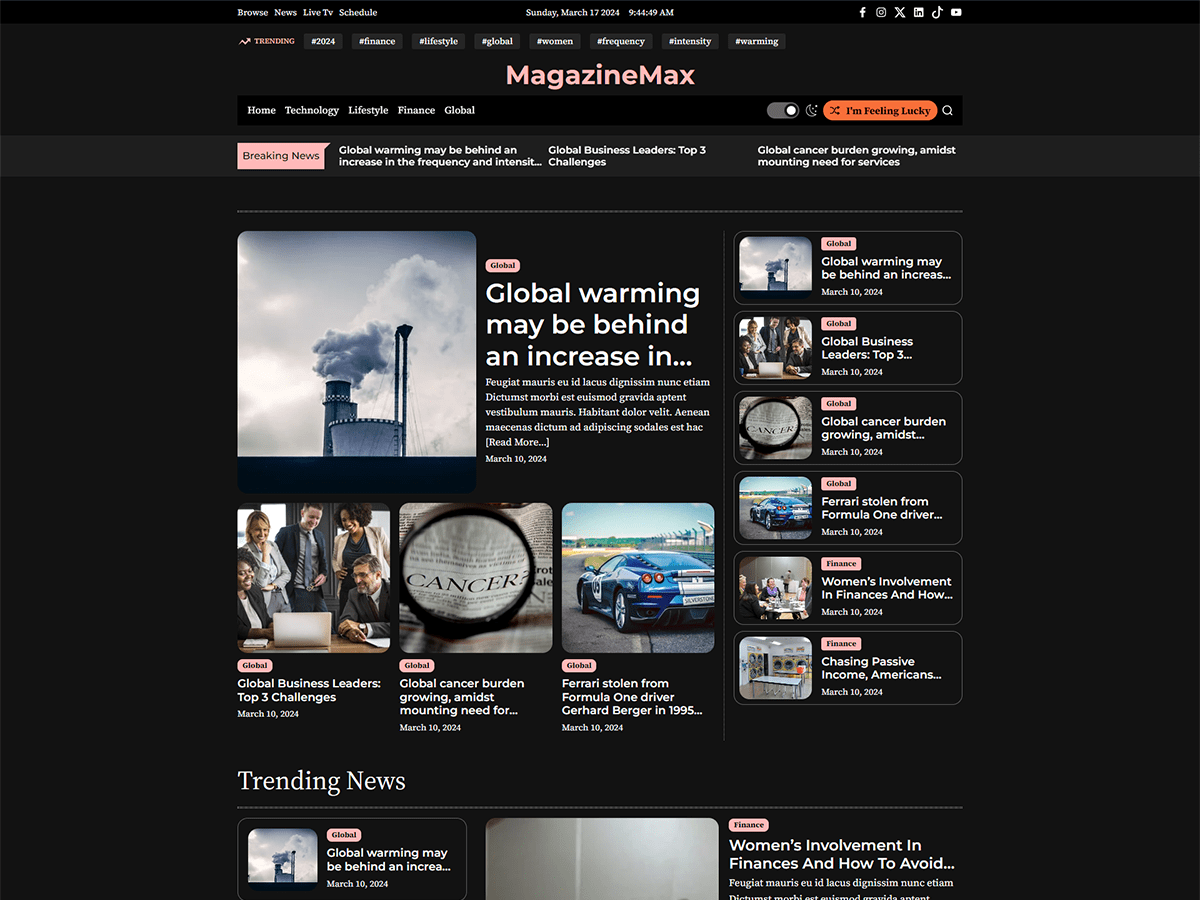 Browse News Live Tv Schedule
Sunday, March 17 2024 9:44:49 AM
TRENDING #2024 #finance #lifestyle #global #women #frequency #intensity #warming
MagazineMax
Home Technology Lifestyle Finance Global
I'm Feeling Lucky
Breaking News
Global warming may be behind an
increase in the frequency and intensit...
Global Business Leaders: Top 3
Challenges
Global cancer burden growing, amidst
mounting need for services
Global
Global warming
may be behind
an increase in...
Feugiat mauris eu id lacus dignissim nunc etiam
Dictumst morbi est euismod gravida aptent
vestibulum mauris. Habitant dolor velit. Aenean
maecenas dictum ad adipiscing sodales est hac
[Read More...]
March 10, 2024
CANCER?
SILVERSTONE
Global
Global Business Leaders:
Top 3 Challenges
March 10, 2024
Global
Global cancer burden
growing, amidst
mounting need for...
March 10, 2024
Global
Ferrari stolen from
Formula One driver
Gerhard Berger in 1995...
March 10, 2024
Global
Global warming may
be behind an increas...
March 10, 2024
Global
Global Business
Leaders: Top 3...
March 10, 2024
CANCER
Global
Global cancer burden
growing, amidst...
March 10, 2024
Global
Ferrari stolen from
Formula One driver...
March 10, 2024
Finance
Women's Involvement
In Finances And How...
March 10, 2024
Finance
Chasing Passive
Income, Americans...
March 10, 2024
Trending News
Global
Global warming may
be behind an increa...
March 10, 2024
Finance
Women's Involvement In
Finances And How To Avoid...
Feugiat mauris eu id lacus dignissim nunc etiam
Dictumst morbi est euismod gravida aptent